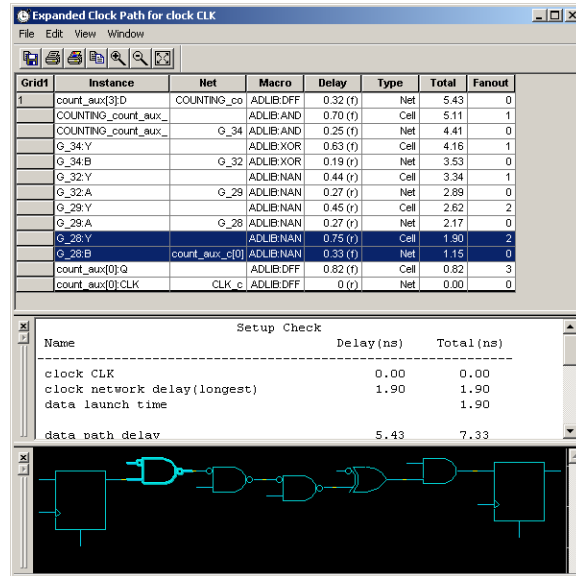 Expanded Clock Path for clock CLK
File Edit View Window
Grid1 Instance Net Macro Delay Type Total Fanout
1 count_aux[3]:D COUNTING_co ADLIB:DFF 0.32 (f) Net 5.43 0
COUNTING_count_aux_ ADLIB:AND 0.70 (f) Cell 5.11 1
COUNTING_count_aux_ G_34 ADLIB:AND 0.25 (f) Net 4.41 0
G_34:Y ADLIB:XOR 0.63 (f) Cell 4.16 1
G_34:B G_32 ADLIB:XOR 0.19 (r) Net 3.53 0
G_32:Y ADLIB:NAN 0.44 (r) Cell 3.34 1
G_32:A G_29 ADLIB:NAN 0.27 (r) Net 2.89 0
G_29:Y ADLIB:NAN 0.45 (r) Cell 2.62 2
G_29:A G_28 ADLIB:NAN 0.27 (r) Net 2.17 0
G_28:Y ADLIB:NAN 0.75 (r) Cell 1.90 2
G_28:B count_aux_c[0] ADLIB:NAN 0.33 (f) Net 1.15 0
count_aux[0]:Q ADLIB:DFF 0.82 (f) Cell 0.82 3
count_aux[0]:CLK CLK_c ADLIB:DFF 0 (r) Net 0.00 0
Setup Check
Name Delay(ns) Total(ns)
clock CLK 0.00 0.00
clock network delay(longest) 1.90 1.90
data launch time 1.90
data path delay 5.43 7.33